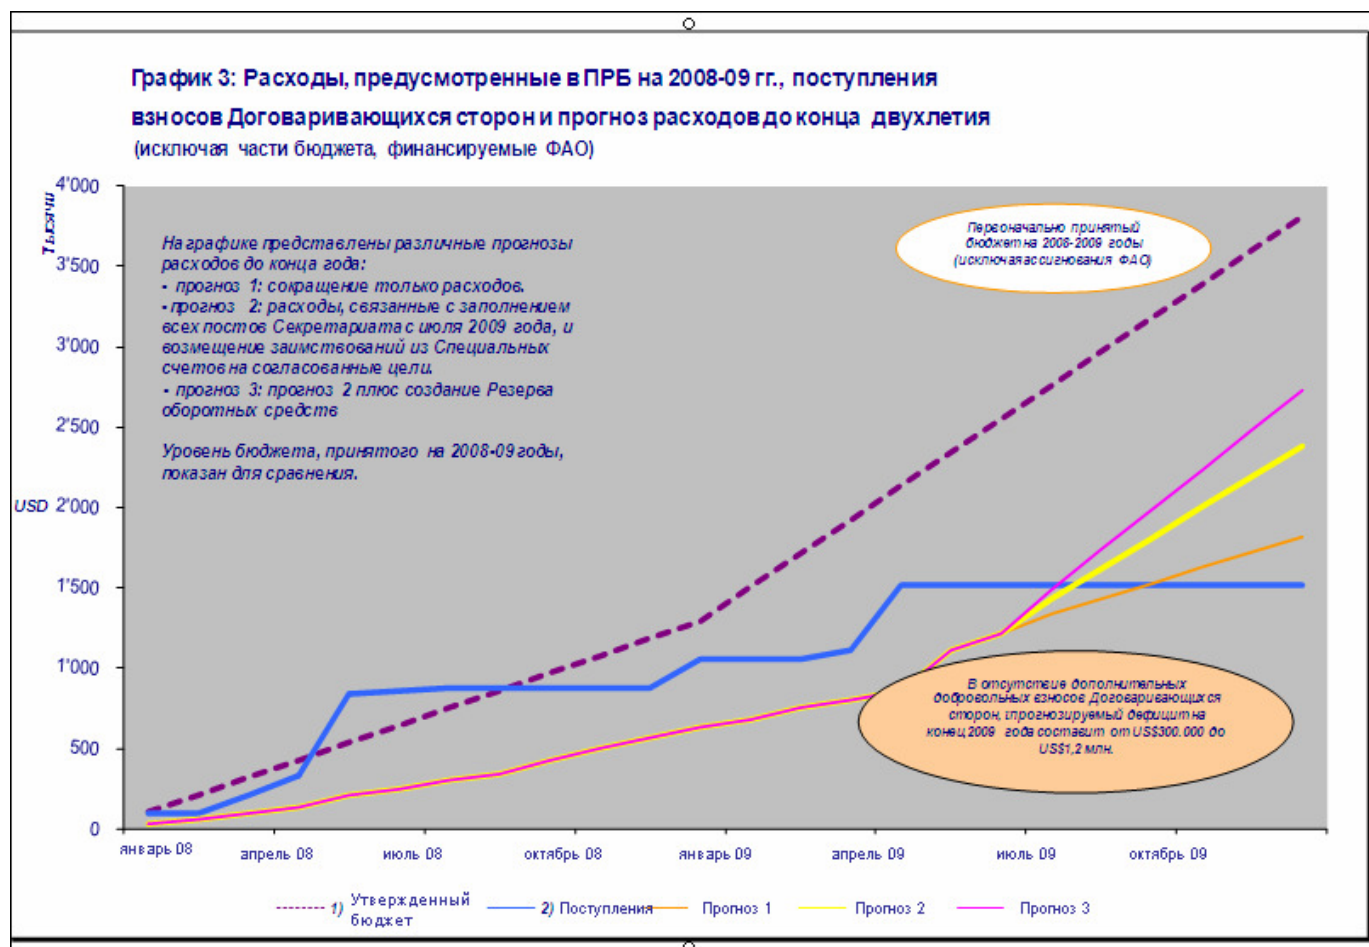 График 3: Расходы, предусмотренные в ПРБ на 2008-09 гг., поступления
взносов Договаривающихся сторон и прогноз расходов до конца двухлетия
(исключая части бюджета, финансируемые ФАО)
Тысячи
4'000
3'500
3'000
2'500
USD 2'000
1'500
1'000
500
0
На графике представлены различные прогнозы
расходов до конца года:
- прогноз 1: сокращение только расходов.
- прогноз 2: расходы, связанные с заполнением
всех постов Секретариата с июля 2009 года, и
возмещение заимствований из Специальных
счетов на согласованные цели.
- прогноз 3: прогноз 2 плюс создание Резерва
оборотных средств
Уровень бюджета, принятого на 2008-09 годы,
показан для сравнения.
Первоначально принятый
бюджет на 2008-2009 годы
(исключая ассигнования ФАО)
В отсутствие дополнительных
добровольных взносов Договаривающихся
сторон, прогнозируемый дефицит на
конец 2009 года составит от US$300.000 до
US$1,2 млн.
январь 08 апрель 08 июль 08 октябрь 08 январь 09 апрель 09 июль 09 октябрь 09
1) Утвержденный
бюджет
2) Поступления
Прогноз 1
Прогноз 2
Прогноз 3